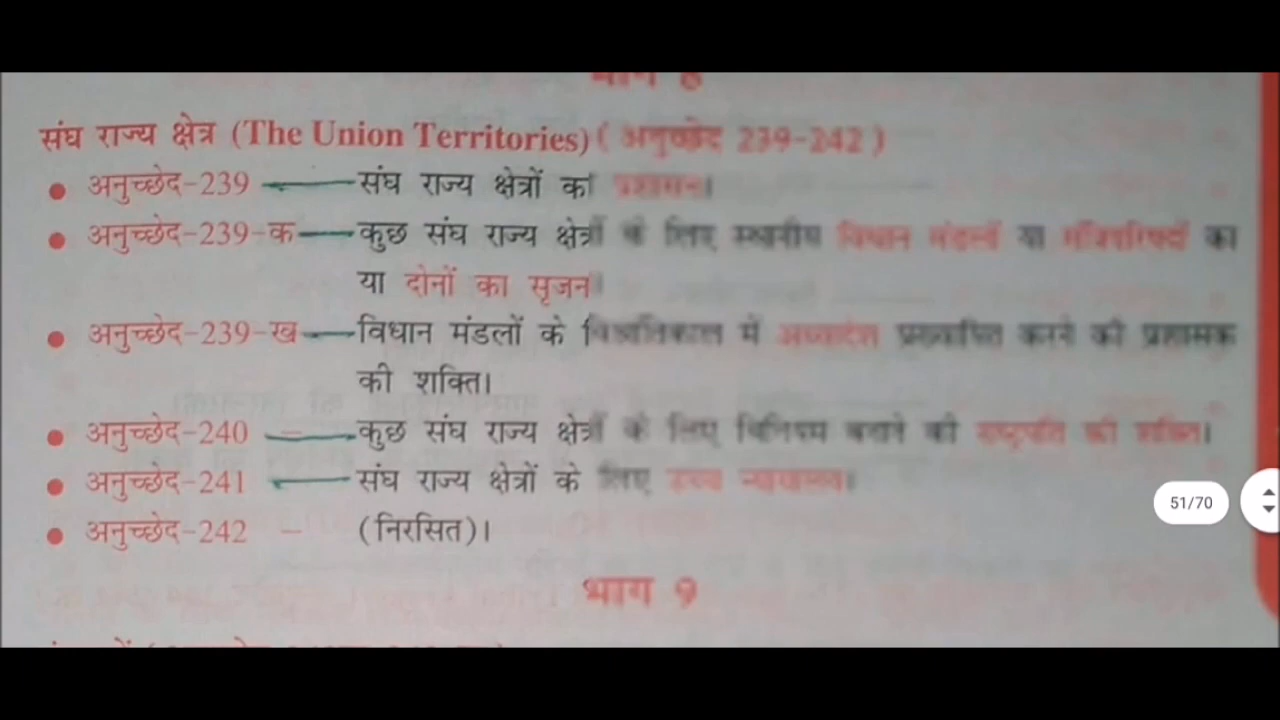 भाग 8
संघ राज्य क्षेत्र (The Union Territories) (अनुच्छेद 239-242)
• अनुच्छेद-239 संघ राज्य क्षेत्रों का प्रशासन।
• अनुच्छेद-239-क कुछ संघ राज्य क्षेत्रों के लिए स्थानीय विधान मंडलों या मंत्रिपरिषदों का
या दोनों का सृजन
• अनुच्छेद-239-ख विधान मंडलों के विश्रांतिकाल में अध्यादेश प्रख्यापित करने की प्रशासक
की शक्ति।
• अनुच्छेद-240 – कुछ संघ राज्य क्षेत्रों के लिए विनियम बनाने की राष्ट्रपति की शक्ति।
• अनुच्छेद-241 संघ राज्य क्षेत्रों के लिए उच्च न्यायालय।
• अनुच्छेद-242 – (निरसित)।
51/70
भाग 9